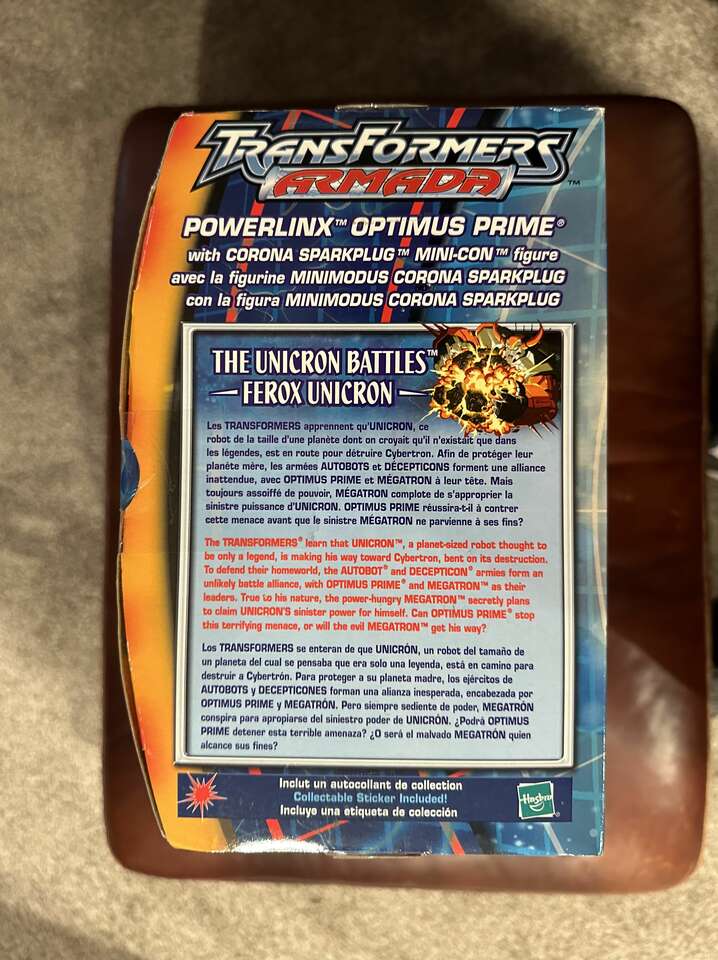 TRANSFORMERS
ARMADA™
POWERLINX™ OPTIMUS PRIME®
with CORONA SPARKPLUG™ MINI-CON™ figure
avec la figurine MINIMODUS CORONA SPARKPLUG
con la figura MINIMODUS CORONA SPARKPLUG
THE UNICRON BATTLES™
—FEROX UNICRON—
Les TRANSFORMERS apprennent qu'UNICRON, ce
robot de la taille d'une planète dont on croyait qu'il n'existait que dans
les légendes, est en route pour détruire Cybertron. Afin de protéger leur
planète mère, les armées AUTOBOTS et DÉCEPTICONS forment une alliance
inattendue, avec OPTIMUS PRIME et MÉGATRON à leur tête. Mais
toujours assoiffé de pouvoir, MÉGATRON complote de s'approprier la
sinistre puissance d'UNICRON. OPTIMUS PRIME réussira-t-il à contrer
cette menace avant que le sinistre MÉGATRON ne parvienne à ses fins?
The TRANSFORMERS® learn that UNICRON™, a planet-sized robot thought to
be only a legend, is making his way toward Cybertron, bent on its destruction.
To defend their homeworld, the AUTOBOT® and DECEPTICON® armies form an
unlikely battle alliance, with OPTIMUS PRIME® and MEGATRON™ as their
leaders. True to his nature, the power-hungry MEGATRON™ secretly plans
to claim UNICRON'S sinister power for himself. Can OPTIMUS PRIME® stop
this terrifying menace, or will the evil MEGATRON™ get his way?
Los TRANSFORMERS se enteran de que UNICRÓN, un robot del tamaño de
un planeta del cual se pensaba que era solo una leyenda, está en camino para
destruir a Cybertrón. Para proteger a su planeta madre, los ejércitos de
AUTOBOTS y DECEPTICONES forman una alianza inesperada, encabezada por
OPTIMUS PRIME y MEGATRÓN. Pero siempre sediente de poder, MEGATRÓN
conspira para apropiarse del siniestro poder de UNICRÓN. ¿Podrá OPTIMUS
PRIME detener esta terrible amenaza? ¿O será el malvado MEGATRÓN quien
alcance sus fines?
Inclut un autocollant de collection
Collectable Sticker Included!
Incluye una etiqueta de colección
Hasbro®